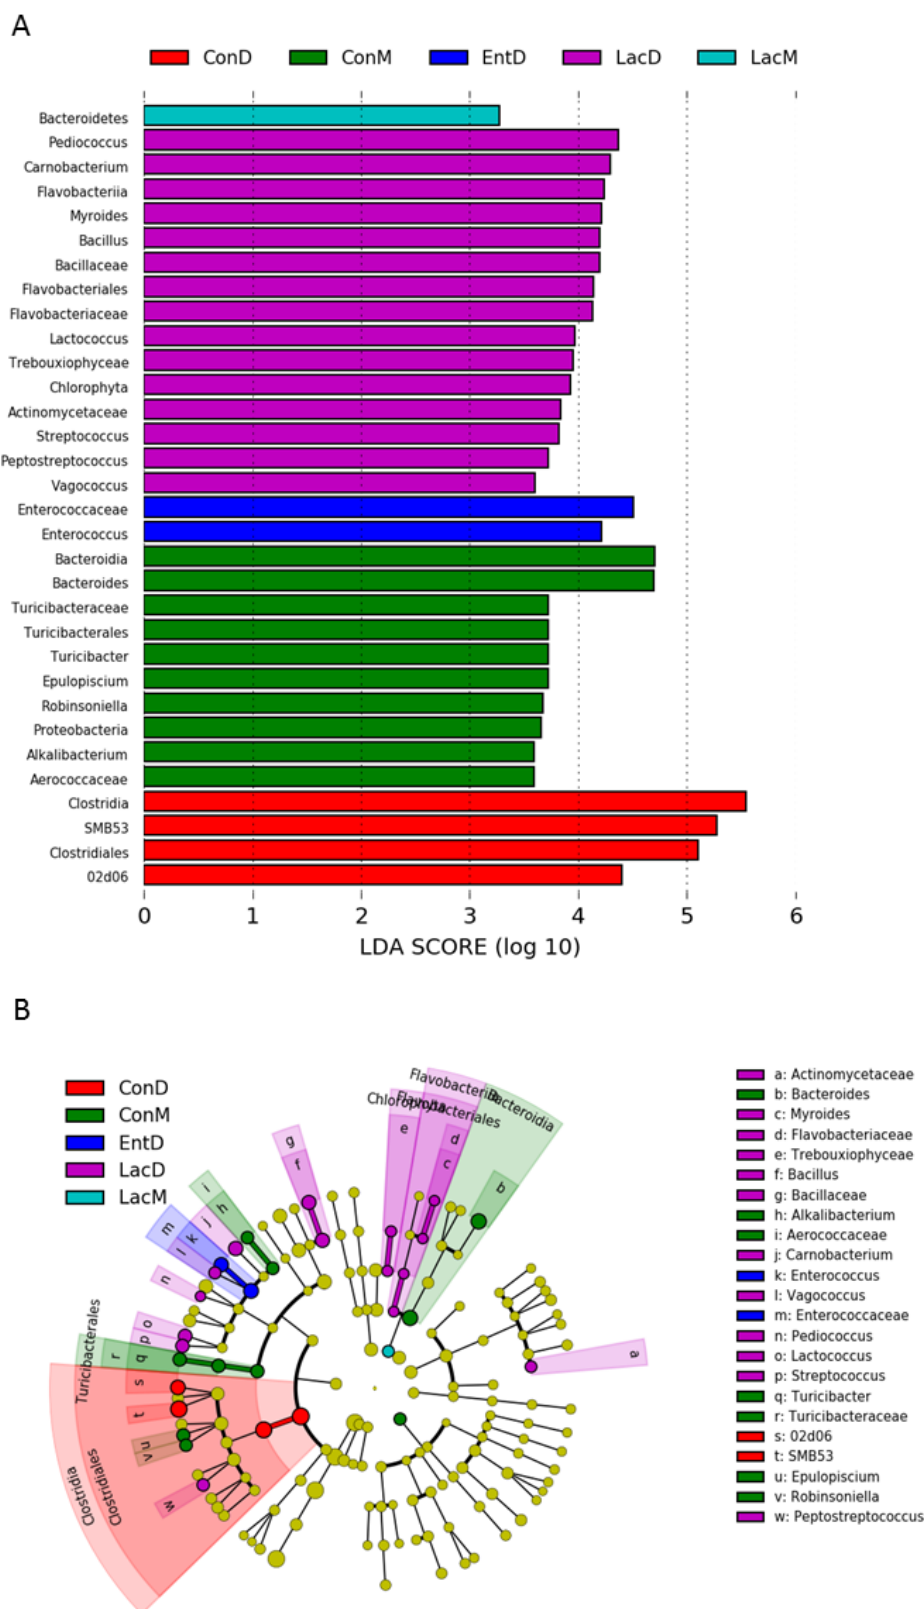 A
ConD ConM EntD LacD LacM
Bacteroidetes
Pediococcus
Carnobacterium
Flavobacteriia
Myroides
Bacillus
Bacillaceae
Flavobacteriales
Flavobacteriaceae
Lactococcus
Trebouxiophyceae
Chlorophyta
Actinomycetaceae
Streptococcus
Peptostreptococcus
Vagococcus
Enterococcaceae
Enterococcus
Bacteroidia
Bacteroides
Turicibacteraceae
Turicibacterales
Turicibacter
Epulopiscium
Robinsoniella
Proteobacteria
Alkalibacterium
Aerococcaceae
Clostridia
SMB53
Clostridiales
02d06
0 1 2 3 4 5 6
LDA SCORE (log 10)
B
ConD
ConM
EntD
LacD
LacM
Flavobacteriia
Chlorophyta
Flavobacteriales
Bacteroidia
e
d
c
b
g
f
i
h
j
m
k
l
n
o
p
Turicibacterales
r
q
s
t
u
v
w
Clostridiales
Clostridia
a
a: Actinomycetaceae
b: Bacteroides
c: Myroides
d: Flavobacteriaceae
e: Trebouxiophyceae
f: Bacillus
g: Bacillaceae
h: Alkalibacterium
i: Aerococcaceae
j: Carnobacterium
k: Enterococcus
l: Vagococcus
m: Enterococcaceae
n: Pediococcus
o: Lactococcus
p: Streptococcus
q: Turicibacter
r: Turicibacteraceae
s: 02d06
t: SMB53
u: Epulopiscium
v: Robinsoniella
w: Peptostreptococcus